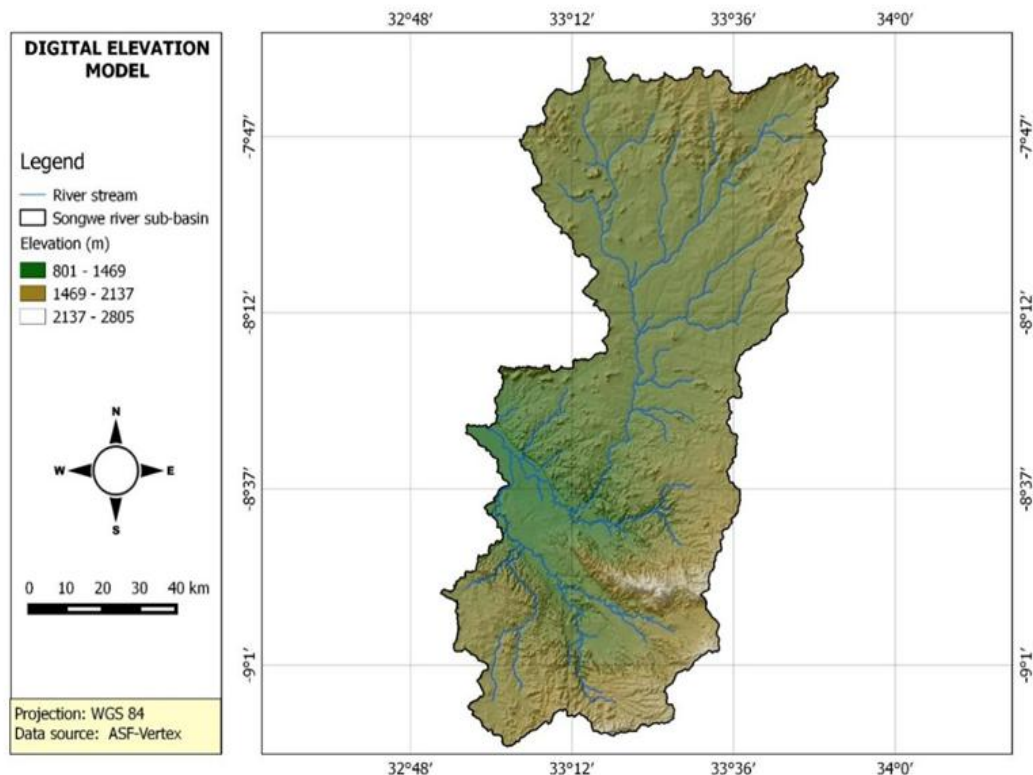 DIGITAL ELEVATION
MODEL
Legend
River stream
Songwe river sub-basin
Elevation (m)
801 - 1469
1469 - 2137
2137 - 2805
N
W E
S
0 10 20 30 40 km
Projection: WGS 84
Data source: ASF-Vertex
32°48′ 33°12′ 33°36′ 34°0′
-7°47′ -7°47′
-8°12′ -8°12′
-8°37′ -8°37′
-9°1′ -9°1′
32°48′ 33°12′ 33°36′ 34°0′